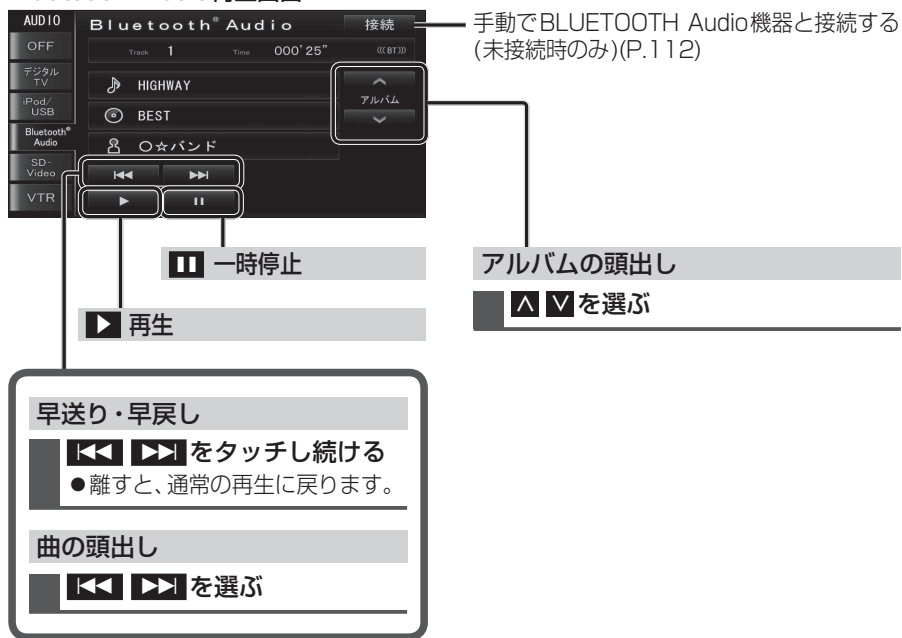 AUDIO
Bluetooth® Audio
接続
OFF
Track 1 Time 000'25" (((BT)))
デジタル
TV
HIGHWAY
アルバム
iPod/
USB
BEST
Bluetooth®
Audio
○☆バンド
SD-
Video
VTR
手動でBLUETOOTH Audio機器と接続する
(未接続時のみ)(P.112)
一時停止
再生
アルバムの頭出し
∧ ∨ を選ぶ
早送り・早戻し
をタッチし続ける
●離すと、通常の再生に戻ります。
曲の頭出し
を選ぶ